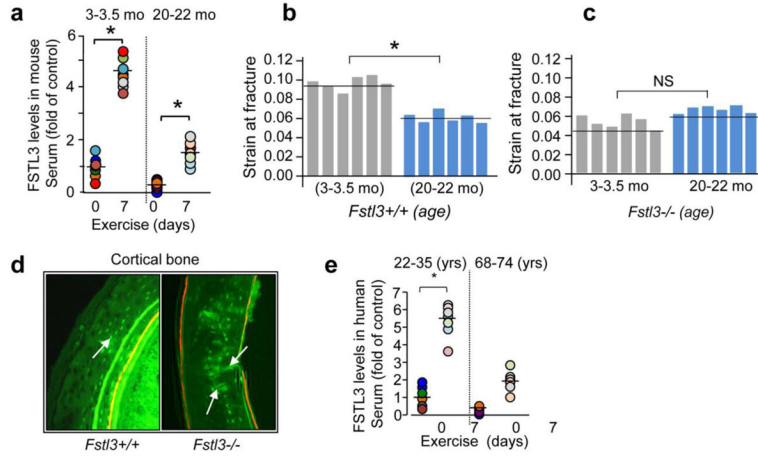 a
3-3.5 mo 20-22 mo
*
*
FSTL3 levels in mouse
Serum (fold of control)
6
4
2
0
0 7 0 7
Exercise (days)
b
*
Strain at fracture
0.12
0.10
0.08
0.06
0.04
0.02
0.00
(3-3.5 mo) (20-22 mo)
Fstl3+/+ (age)
c
NS
Strain at fracture
0.12
0.10
0.08
0.06
0.04
0.02
0.00
3-3.5 mo 20-22 mo
Fstl3-/- (age)
d
Cortical bone
Fstl3+/+ Fstl3-/-
e
22-35 (yrs) 68-74 (yrs)
*
FSTL3 levels in human
Serum (fold of control)
7
6
5
4
3
2
1
0
0 7 0 7
Exercise (days)